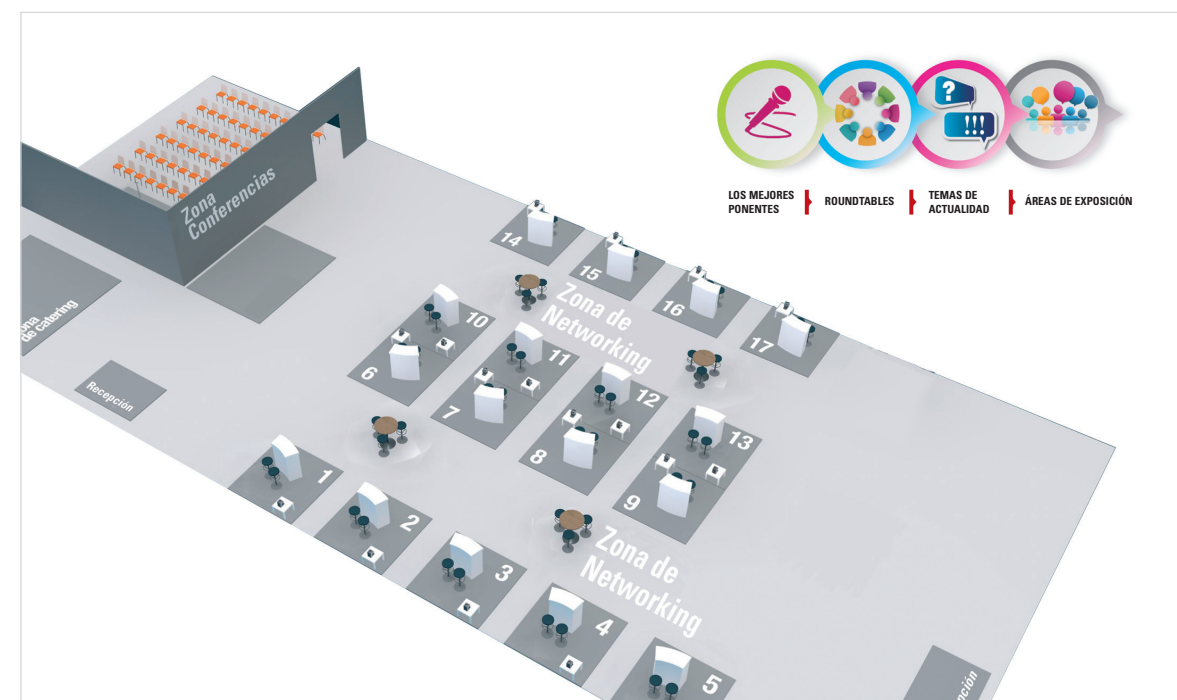 LOS MEJORES
PONENTES
ROUNDTABLES
TEMAS DE
ACTUALIDAD
ÁREAS DE EXPOSICIÓN
?
!!!
Zona
Conferencias
de catering
Recepción
14
15
16
17
Zona de
Networking
10
11
12
13
6
7
8
9
1
2
3
4
5
Zona de
Networking